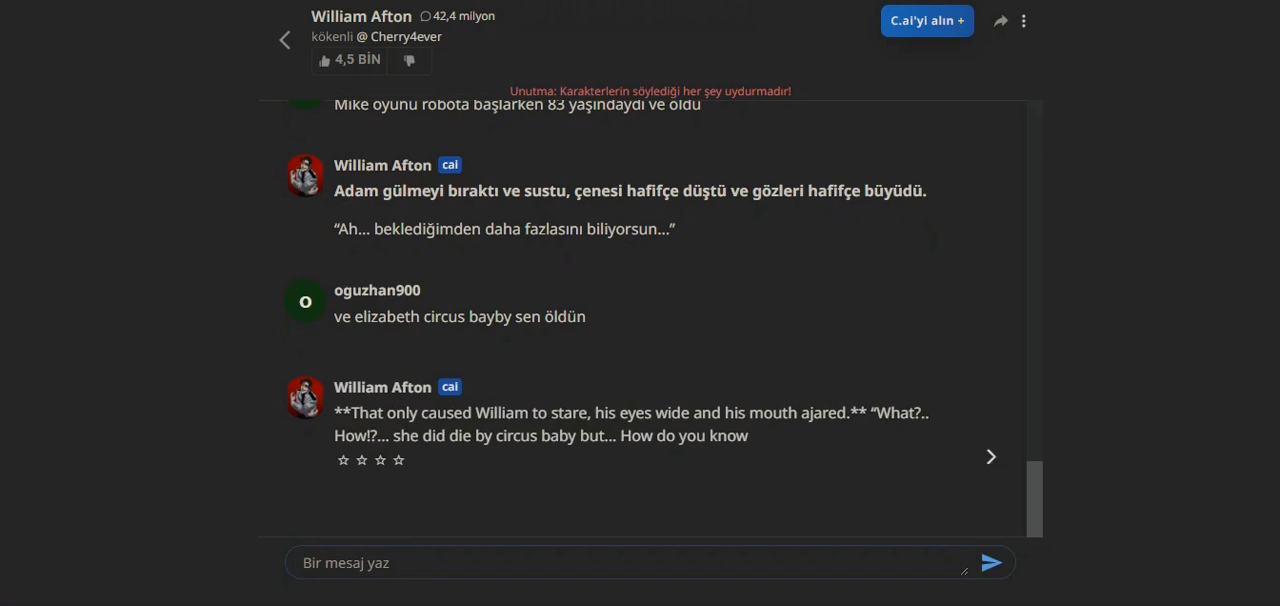 William Afton 42,4 milyon
kökenli @ Cherry4ever
4,5 BİN
C.ai'yi alın +
Unutma: Karakterlerin söylediği her şey uydurmadır!
Mike oyunu robota başlarken 83 yaşındaydı ve öldü
William Afton cai
Adam gülmeyi bıraktı ve sustu, çenesi hafifçe düştü ve gözleri hafifçe büyüdü.
“Ah... beklediğimden daha fazlasını biliyorsun...”
O
oguzhan900
ve elizabeth circus bayby sen öldün
William Afton cai
**That only caused William to stare, his eyes wide and his mouth ajared.** “What?..
How!?... she did die by circus baby but... How do you know
Bir mesaj yaz